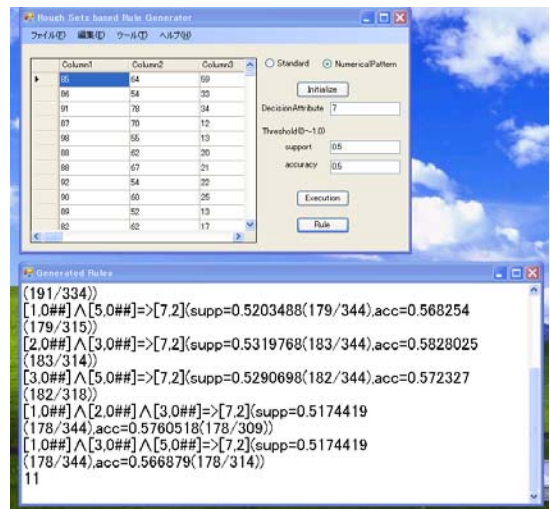 Rough Sets based Rule Generator
ファイル(F) 編集(E) ツール(T) ヘルプ(H)
Column1 Column2 Column3
85 64 59
86 54 33
91 78 34
87 70 12
98 55 13
88 62 20
88 67 21
92 54 22
90 60 25
89 52 13
82 62 17
Standard NumericalPattern
Initialize
DecisionAttribute 7
Threshold(0~1.0)
support 0.5
accuracy 0.5
Execution
Rule
Generated Rules
(191/334))
[1,0##]∧[5,0##]=>[7,2](supp=0.5203488(179/344),acc=0.568254
(179/315))
[2,0##]∧[3,0##]=>[7,2](supp=0.5319768(183/344),acc=0.5828025
(183/314))
[3,0##]∧[5,0##]=>[7,2](supp=0.5290698(182/344),acc=0.572327
(182/318))
[1,0##]∧[2,0##]∧[3,0##]=>[7,2](supp=0.5174419
(178/344),acc=0.5760518(178/309))
[1,0##]∧[3,0##]∧[5,0##]=>[7,2](supp=0.5174419
(178/344),acc=0.566879(178/314))
11